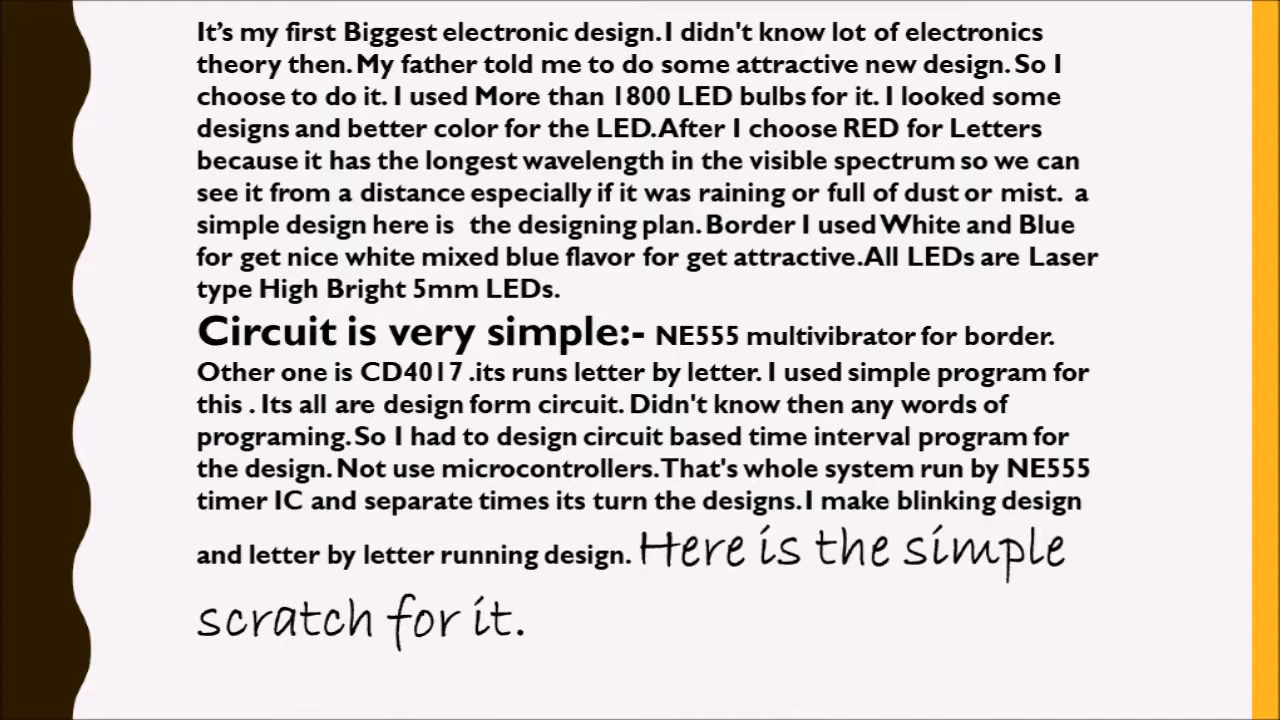 It’s my first Biggest electronic design. I didn't know lot of electronics
theory then. My father told me to do some attractive new design. So I
choose to do it. I used More than 1800 LED bulbs for it. I looked some
designs and better color for the LED. After I choose RED for Letters
because it has the longest wavelength in the visible spectrum so we can
see it from a distance especially if it was raining or full of dust or mist.  a
simple design here is  the designing plan. Border I used White and Blue
for get nice white mixed blue flavor for get attractive. All LEDs are Laser
type High Bright 5mm LEDs.
Circuit is very simple:- NE555 multivibrator for border.
Other one is CD4017 .its runs letter by letter. I used simple program for
this . Its all are design form circuit. Didn't know then any words of
programing. So I had to design circuit based time interval program for
the design. Not use microcontrollers. That's whole system run by NE555
timer IC and separate times its turn the designs. I make blinking design
and letter by letter running design. Here is the simple
scratch for it.